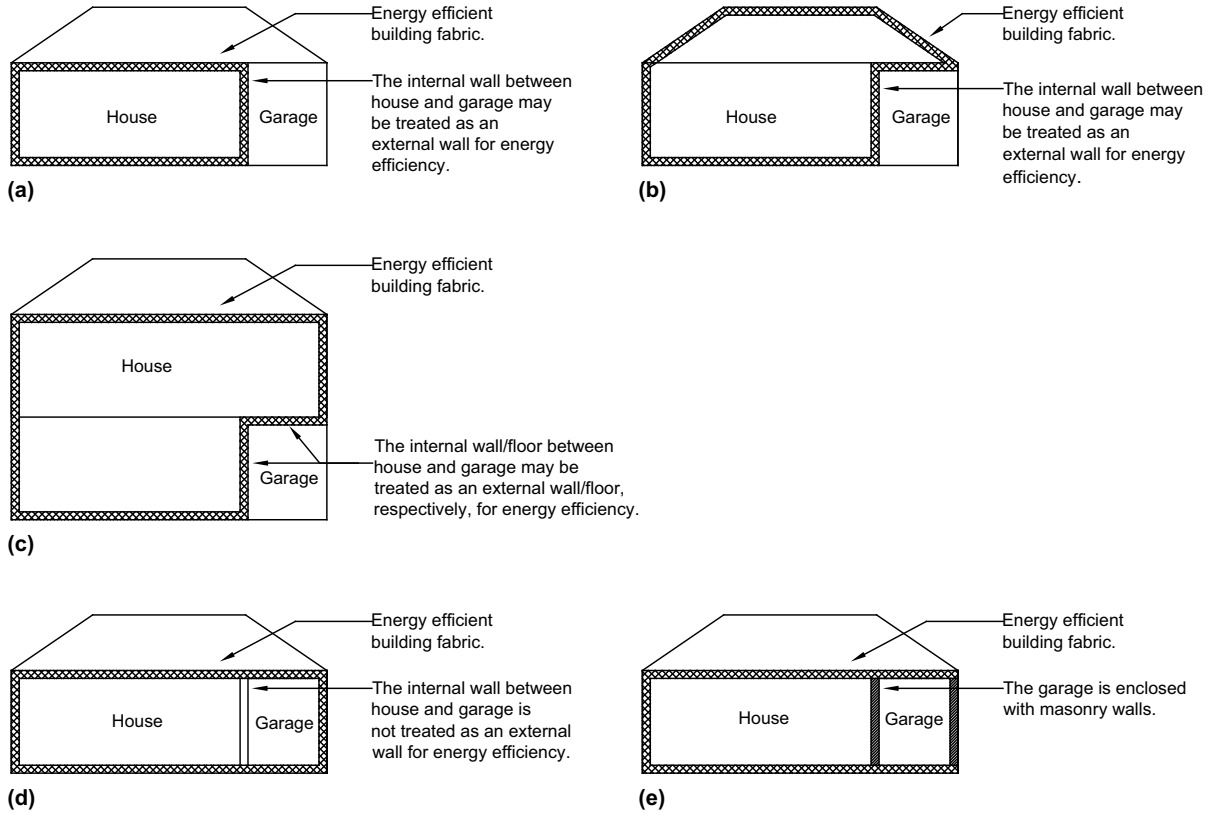 Energy efficient
building fabric.
The internal wall between
house and garage may
be treated as an
external wall for energy
efficiency.
House
Garage
(a)
Energy efficient
building fabric.
The internal wall between
house and garage may
be treated as an
external wall for energy
efficiency.
House
Garage
(b)
Energy efficient
building fabric.
House
The internal wall/floor between
house and garage may be
treated as an external wall/floor,
respectively, for energy efficiency.
Garage
(c)
Energy efficient
building fabric.
The internal wall between
house and garage is
not treated as an external
wall for energy efficiency.
House
Garage
(d)
Energy efficient
building fabric.
The garage is enclosed
with masonry walls.
House
Garage
(e)